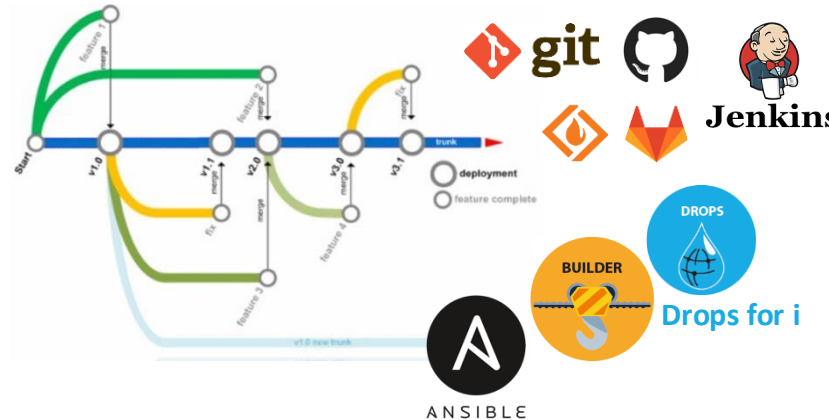 feature 1
merge
feature 2
merge
fix
merge
Start
v1.0
v1.1
v2.0
v3.0
v3.1
trunk
merge
fix
merge
feature 3
merge
feature 4
deployment
feature complete
v1.0 new trunk
git
Jenkins
DROPS
BUILDER
Drops for i
ANSIBLE